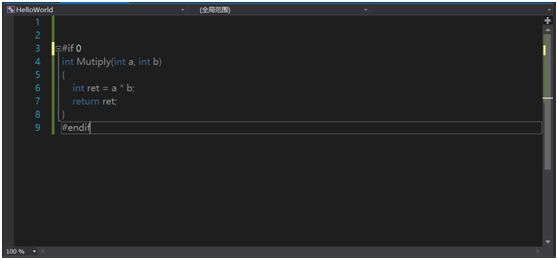 HelloWorld (全局范围)
1
2
3 #if 0
4 int Mutiply(int a, int b)
5 {
6 int ret = a * b;
7 return ret;
8 }
9 #endif
100 %